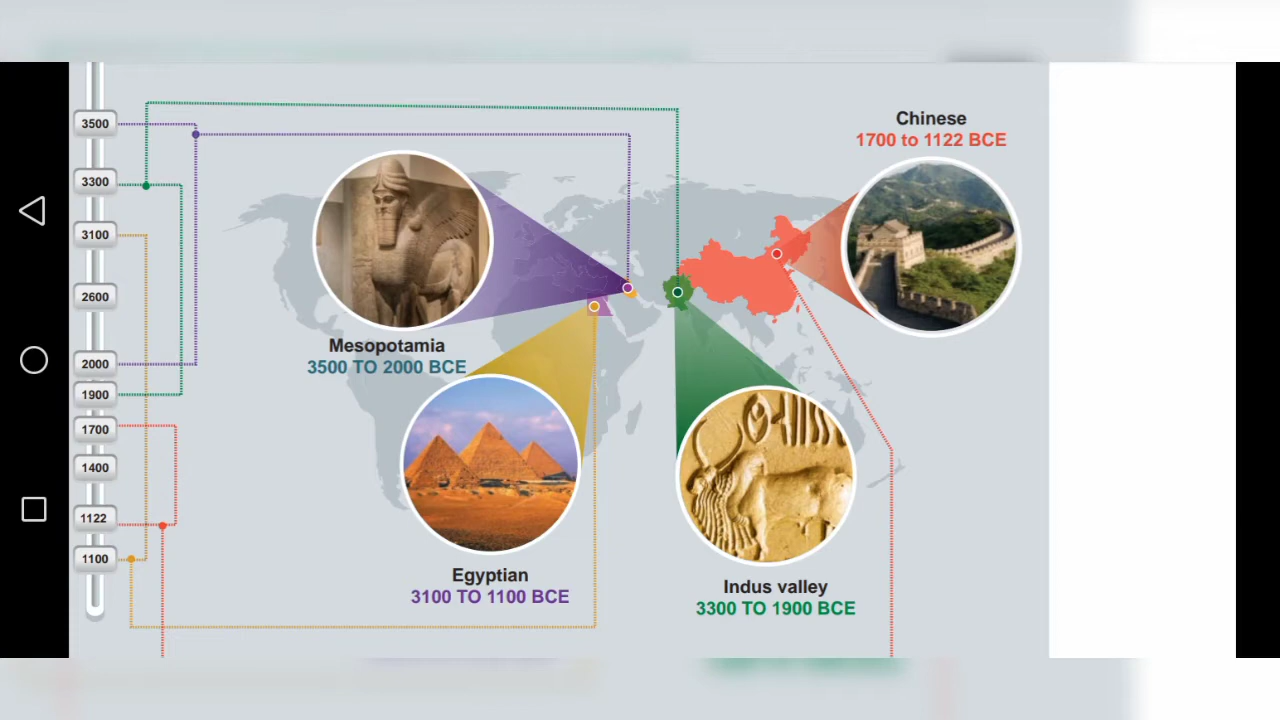 3500
3300
3100
2600
2000
1900
1700
1400
1122
1100
Chinese
1700 to 1122 BCE
Mesopotamia
3500 TO 2000 BCE
Egyptian
3100 TO 1100 BCE
Indus valley
3300 TO 1900 BCE